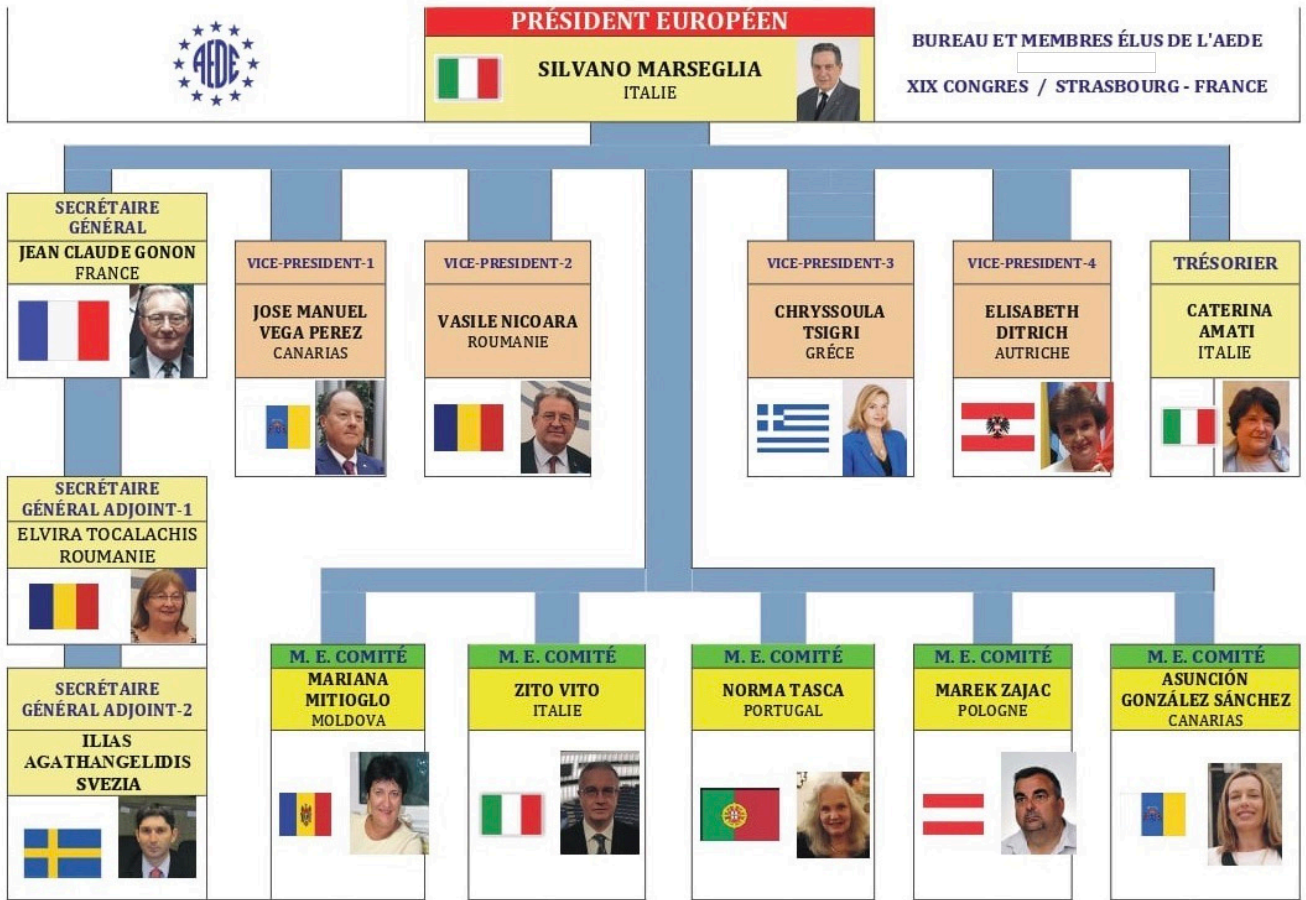 AEDE
PRÉSIDENT EUROPÉEN
SILVANO MARSEGLIA
ITALIE
BUREAU ET MEMBRES ÉLUS DE L'AEDE
XIX CONGRES / STRASBOURG - FRANCE
SECRÉTAIRE
GÉNÉRAL
JEAN CLAUDE GONON
FRANCE
VICE-PRESIDENT-1
JOSE MANUEL
VEGA PEREZ
CANARIAS
VICE-PRESIDENT-2
VASILE NICOARA
ROUMANIE
VICE-PRESIDENT-3
CHRYSSOULA
TSIGRI
GRÉCE
VICE-PRESIDENT-4
ELISABETH
DITRICH
AUTRICHE
TRÉSORIER
CATERINA
AMATI
ITALIE
SECRÉTAIRE
GÉNÉRAL ADJOINT-1
ELVIRA TOCALACHIS
ROUMANIE
SECRÉTAIRE
GÉNÉRAL ADJOINT-2
ILIAS
AGATHANGELIDIS
SVEZIA
M. E. COMITÉ
MARIANA
MITIOGLO
MOLDOVA
M. E. COMITÉ
ZITO VITO
ITALIE
M. E. COMITÉ
NORMA TASCA
PORTUGAL
M. E. COMITÉ
MAREK ZAJAC
POLOGNE
M. E. COMITÉ
ASUNCIÓN
GONZÁLEZ SÁNCHEZ
CANARIAS